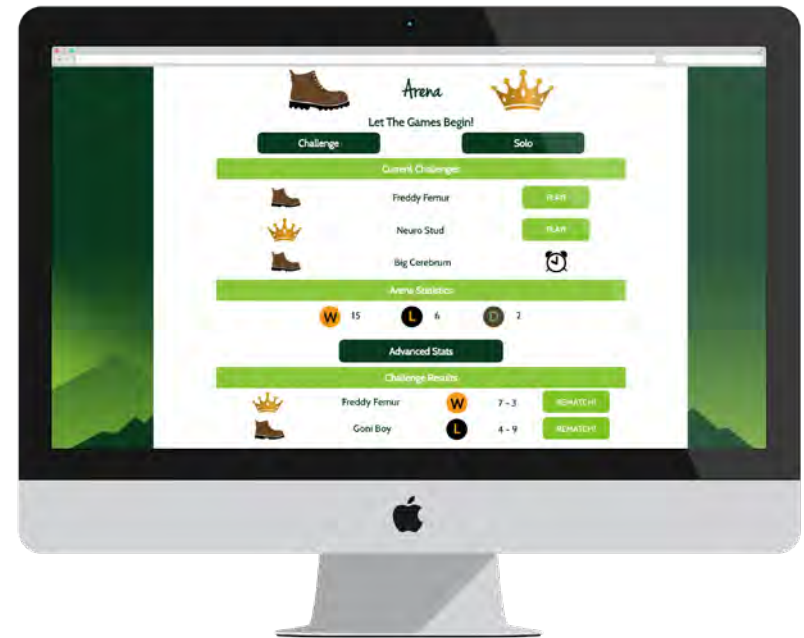 Arena
Let The Games Begin!
Challenge Solo
Current Challenges
Freddy Femur PLAY!
Neuro Stud PLAY!
Big Cerebrum
Arena Statistics
W 15 L 6 D 2
Advanced Stats
Challenge Results
Freddy Femur W 7 - 3 REMATCH!
Goni Boy L 4 - 9 REMATCH!